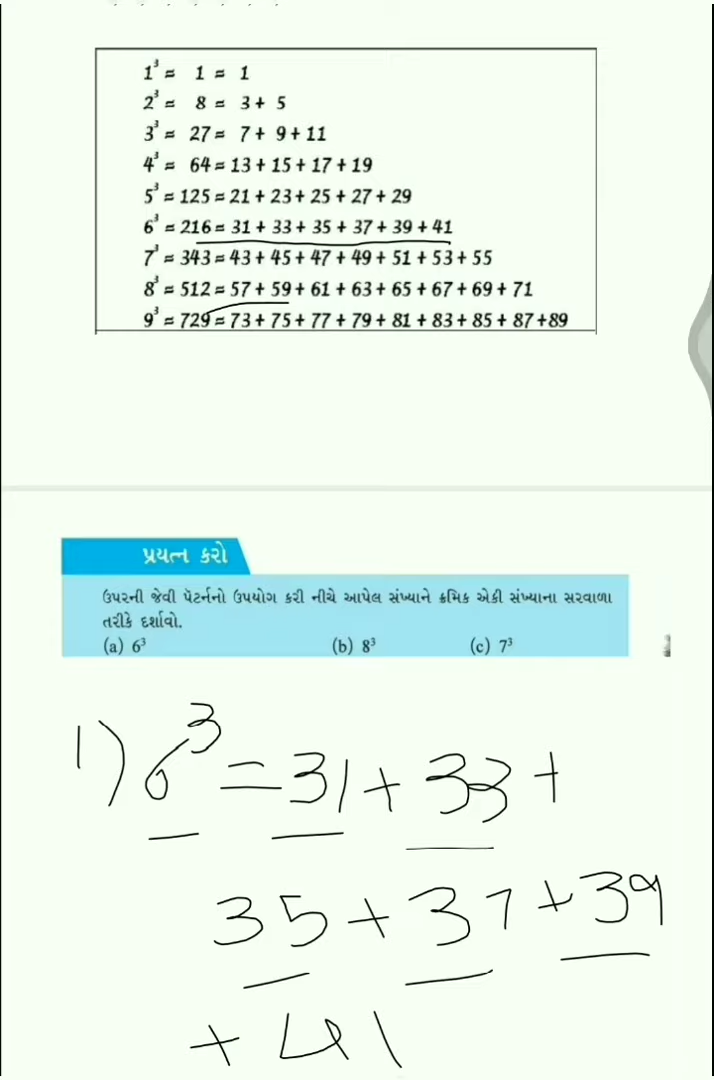 1³ = 1 = 1
2³ = 8 = 3 + 5
3³ = 27 = 7 + 9 + 11
4³ = 64 = 13 + 15 + 17 + 19
5³ = 125 = 21 + 23 + 25 + 27 + 29
6³ = 216 = 31 + 33 + 35 + 37 + 39 + 41
7³ = 343 = 43 + 45 + 47 + 49 + 51 + 53 + 55
8³ = 512 = 57 + 59 + 61 + 63 + 65 + 67 + 69 + 71
9³ = 729 = 73 + 75 + 77 + 79 + 81 + 83 + 85 + 87 + 89
પ્રયત્ન કરો
ઉપરની જેવી પૅટર્નનો ઉપયોગ કરી નીચે આપેલ સંખ્યાને ક્રમિક એકી સંખ્યાના સરવાળા
તરીકે દર્શાવો.
(a) 6³ (b) 8³ (c) 7³
1) 6³ = 31 + 33 +
35 + 37 + 39
+ 41